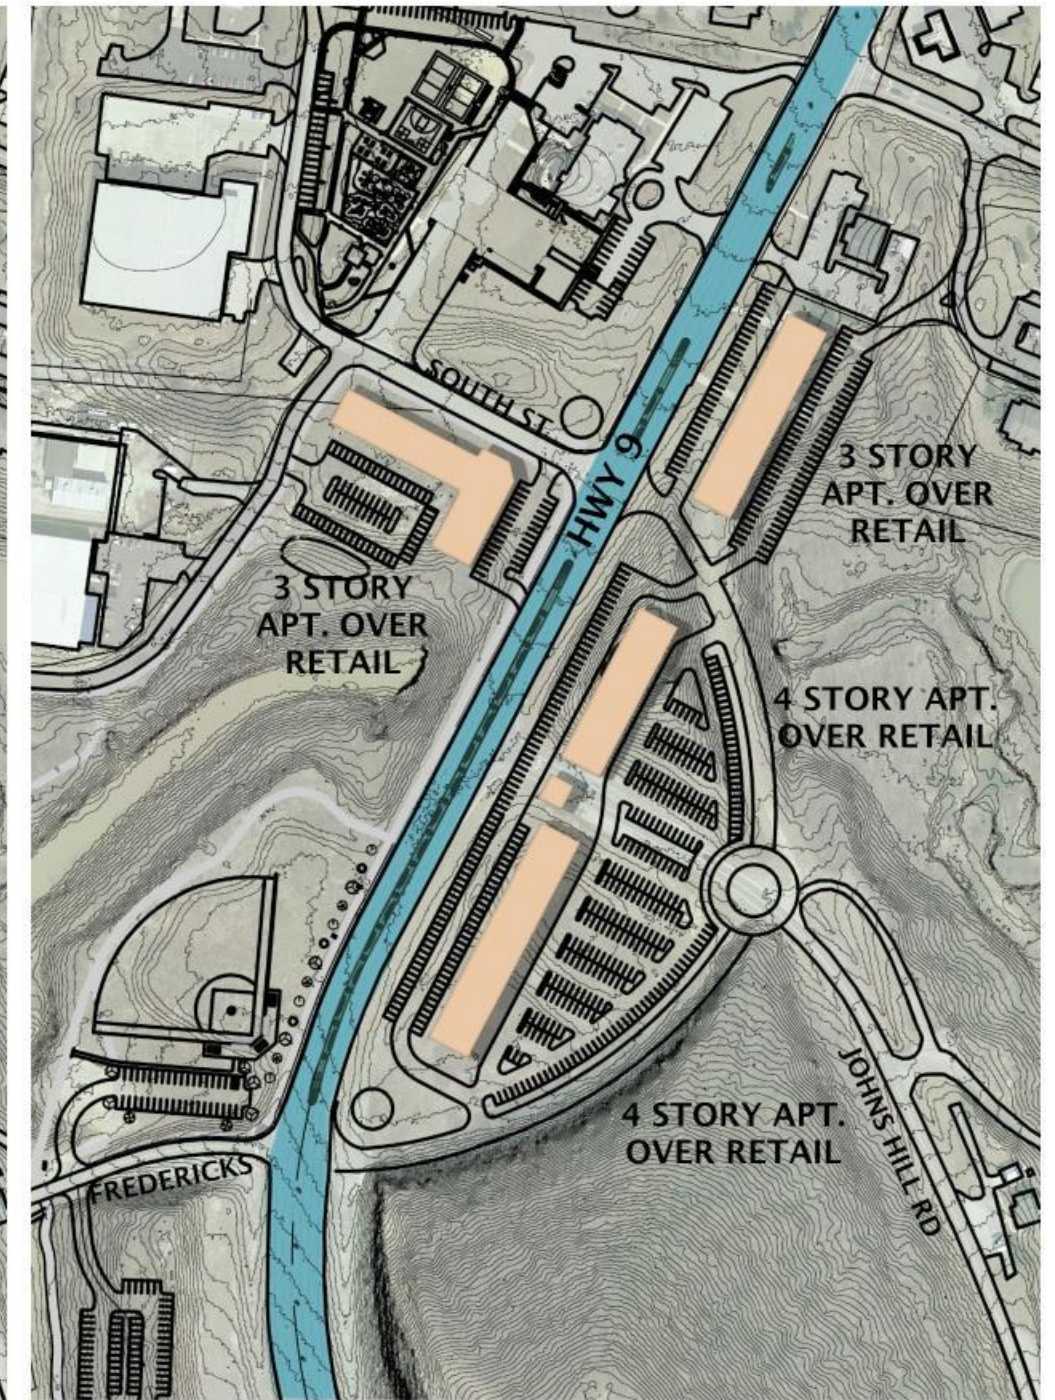 SOUTH ST.
HWY 9
3 STORY
APT. OVER
RETAIL
3 STORY
APT. OVER
RETAIL
4 STORY APT.
OVER RETAIL
4 STORY APT.
OVER RETAIL
JOHNS HILL RD
FREDERICKS